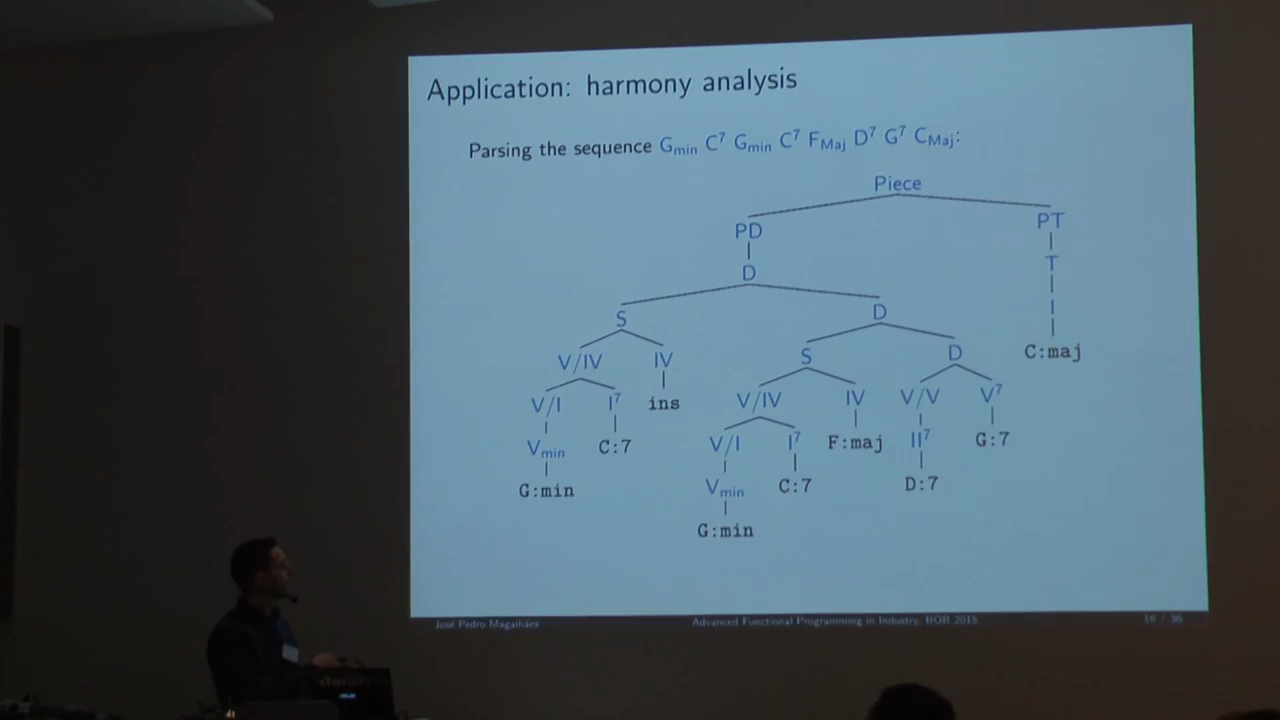 Application: harmony analysis
Parsing the sequence Gmin C7 Gmin C7 FMaj D7 G7 CMaj:
Piece
PD PT
D T
S D I
V/IV IV S D C:maj
V/I I7 ins V/IV IV V/V V7
Vmin C:7 V/I I7 F:maj II7 G:7
G:min Vmin C:7 D:7
G:min
José Pedro Magalhães Advanced Functional Programming in Industry, BOB 2015 16 / 36